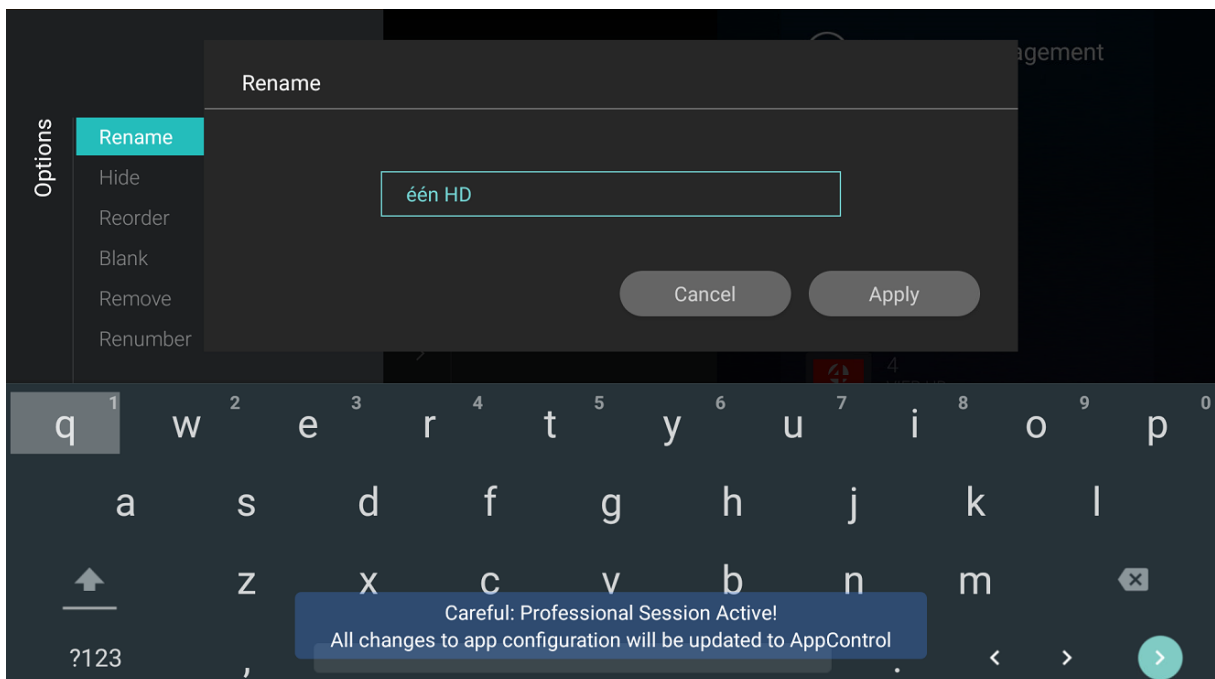 agement
Rename
Options
Rename
Hide
Reorder
Blank
Remove
Renumber
één HD
Cancel
Apply
4
q 1 w 2 e 3 r 4 t 5 y 6 u 7 i 8 o 9 p 0
a s d f g h j k l
z x c v b n m
Careful: Professional Session Active!
All changes to app configuration will be updated to AppControl
?123 , . < >